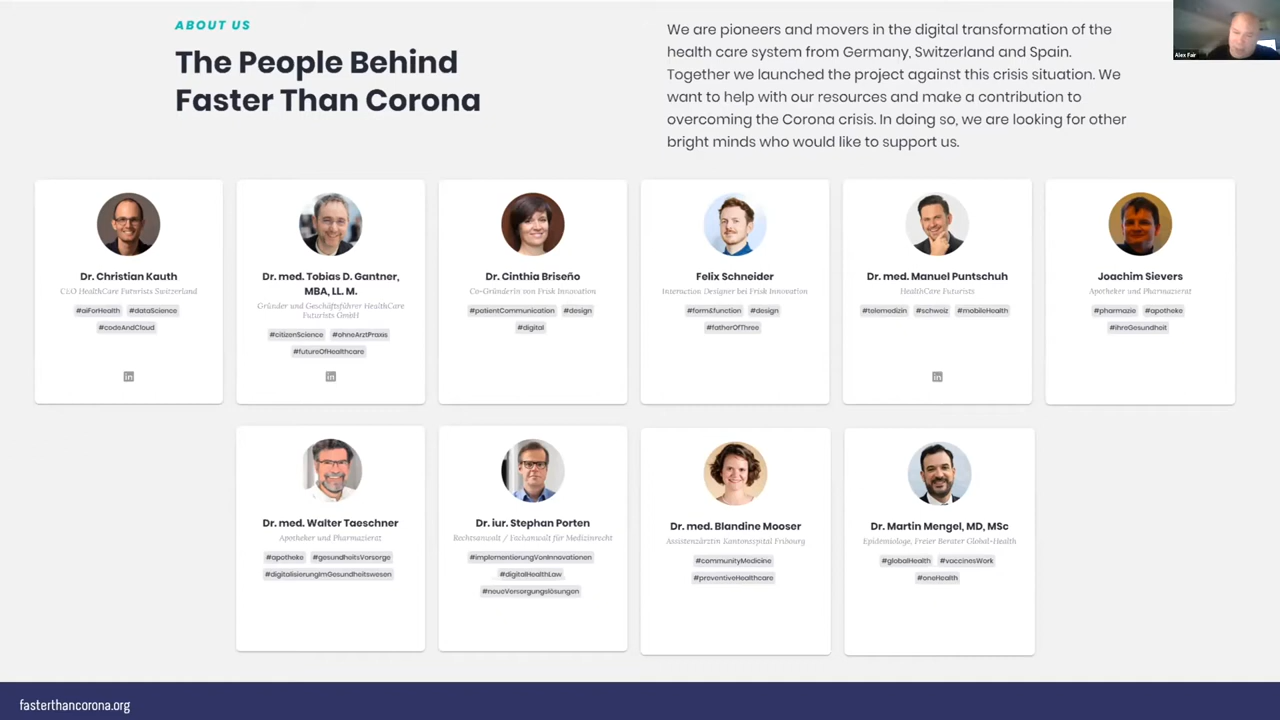 ABOUT US
The People Behind
Faster Than Corona
We are pioneers and movers in the digital transformation of the
health care system from Germany, Switzerland and Spain.
Together we launched the project against this crisis situation. We
want to help with our resources and make a contribution to
overcoming the Corona crisis. In doing so, we are looking for other
bright minds who would like to support us.
Alex Fair
Dr. Christian Kauth
CEO HealthCare Futurists Switzerland
#aiForHealth #dataScience
#codeAndCloud
in
Dr. med. Tobias D. Gantner,
MBA, LL. M.
Gründer und Geschäftsführer HealthCare
Futurists GmbH
#citizenScience #ohneArztPraxis
#futureOfHealthcare
in
Dr. Cinthia Briseño
Co-Gründerin von Frisk Innovation
#patientCommunication #design
#digital
Felix Schneider
Interaction Designer bei Frisk Innovation
#form&function #design
#fatherOfThree
Dr. med. Manuel Puntschuh
HealthCare Futurists
#telemedizin #schweiz #mobileHealth
in
Joachim Sievers
Apotheker und Pharmazierat
#pharmazie #apotheke
#ihreGesundheit
Dr. med. Walter Taeschner
Apotheker und Pharmazierat
#apotheke #gesundheitsVorsorge
#digitalisierungImGesundheitswesen
Dr. iur. Stephan Porten
Rechtsanwalt / Fachanwalt für Medizinrecht
#implementierungVonInnovationen
#digitalHealthLaw
#neueVersorgungslösungen
Dr. med. Blandine Mooser
Assistenzärztin Kantonsspital Fribourg
#communityMedicine
#preventiveHealthcare
Dr. Martin Mengel, MD, MSc
Epidemiologe, Freier Berater Global-Health
#globalHealth #vaccinesWork
#oneHealth
fasterthancorona.org